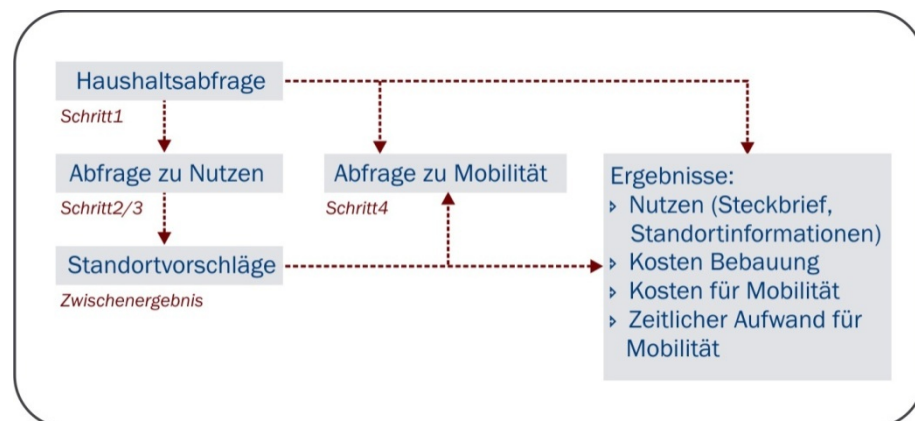 Haushaltsabfrage
Schritt1
Abfrage zu Nutzen
Schritt2/3
Standortvorschläge
Zwischenergebnis
Abfrage zu Mobilität
Schritt4
Ergebnisse:
▹ Nutzen (Steckbrief,
Standortinformationen)
▹ Kosten Bebauung
▹ Kosten für Mobilität
▹ Zeitlicher Aufwand für
Mobilität